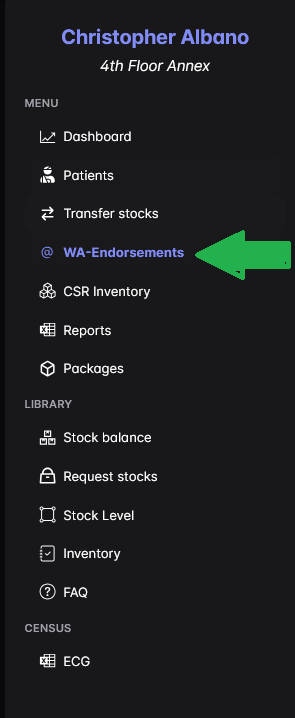 Christopher Albano
4th Floor Annex
MENU
Dashboard
Patients
Transfer stocks
@ WA-Endorsements
CSR Inventory
Reports
Packages
LIBRARY
Stock balance
Request stocks
Stock Level
Inventory
? FAQ
CENSUS
ECG